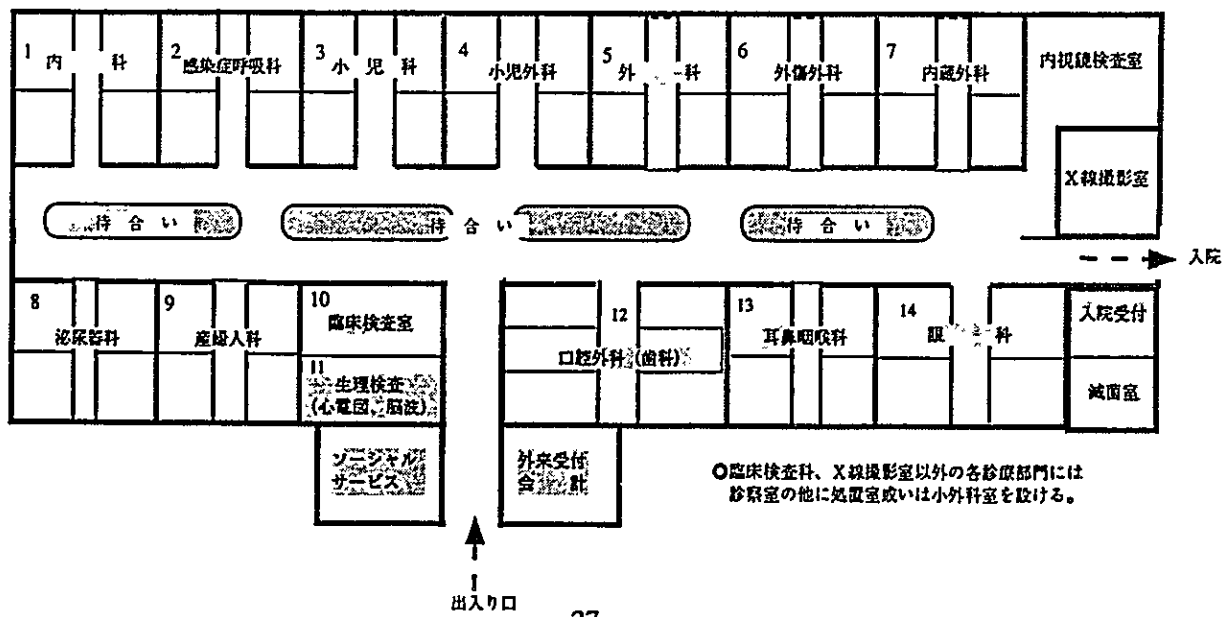 1 内 科
2 感染症呼吸科
3 小 児 科
4 小児外科
5 外 科
6 外傷外科
7 内蔵外科
内視鏡検査室
X線撮影室
待 合 い
待 合 い
待 合 い
入院
8 泌尿器科
9 産婦人科
10 臨床検査室
11 生理検査
(心電図、脳波)
12 口腔外科(歯科)
13 耳鼻咽喉科
14 眼 科
入院受付
滅菌室
ソーシャル
サービス
外来受付
会 計
○臨床検査科、X線撮影室以外の各診療部門には
診察室の他に処置室或いは小外科室を設ける。
出入り口